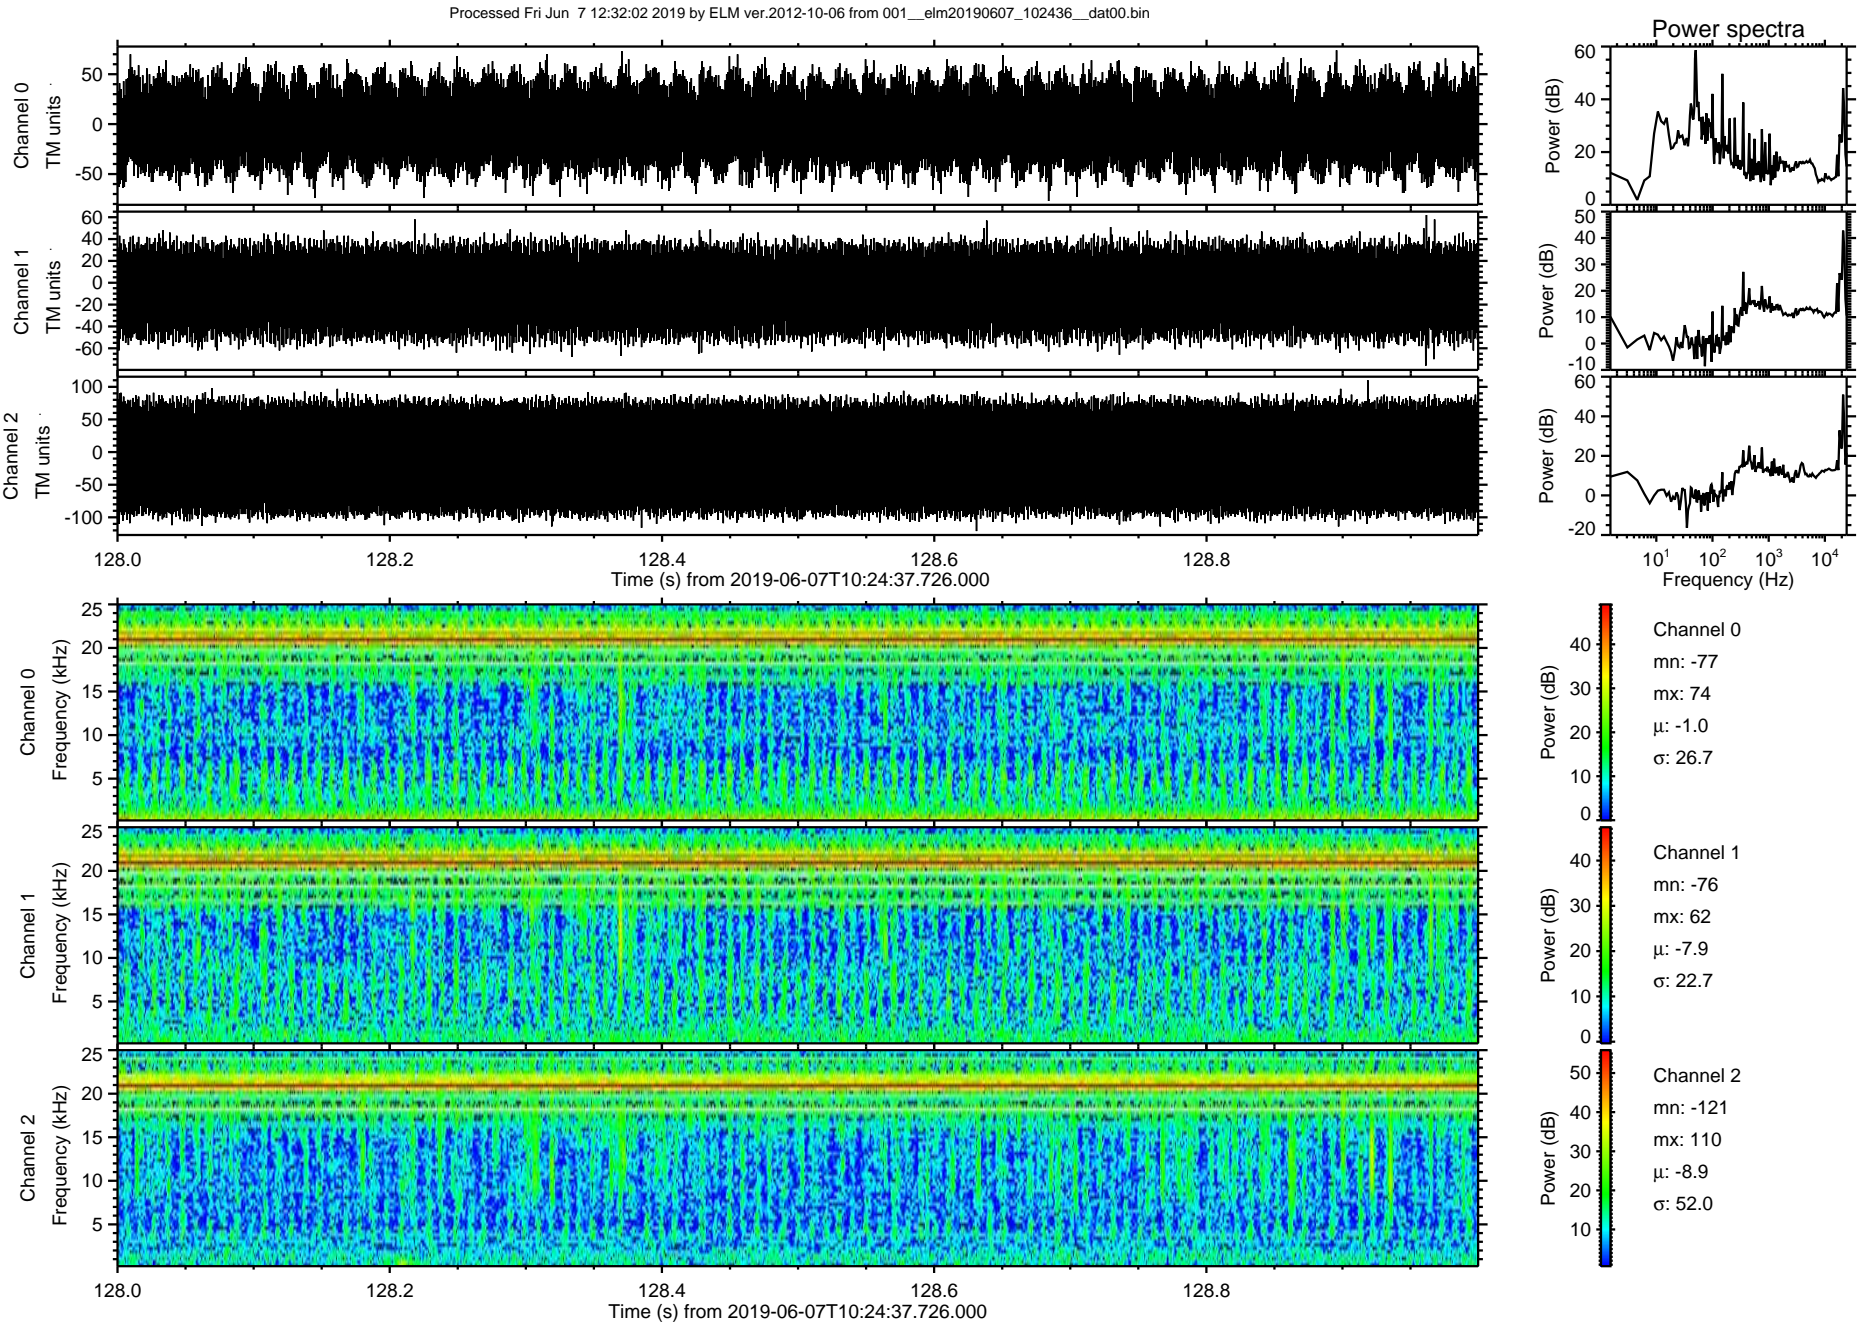 Processed Fri Jun  7 12:32:02 2019 by ELM ver.2012-10-06 from 001__elm20190607_102436__dat00.bin
Power spectra
Channel 0
TM units
50
0
-50
Power (dB)
60
40
20
0
Channel 1
TM units
60
40
20
0
-20
-40
-60
Power (dB)
50
40
30
20
10
0
-10
Channel 2
TM units
100
50
0
-50
-100
Power (dB)
60
40
20
0
-20
128.0 128.2 128.4 128.6 128.8
Time (s) from 2019-06-07T10:24:37.726.000
10^1 10^2 10^3 10^4
Frequency (Hz)
Channel 0
Frequency (kHz)
25
20
15
10
5
Power (dB)
40
30
20
10
0
Channel 0
mn: -77
mx: 74
µ: -1.0
σ: 26.7
Channel 1
Frequency (kHz)
25
20
15
10
5
Power (dB)
40
30
20
10
0
Channel 1
mn: -76
mx: 62
µ: -7.9
σ: 22.7
Channel 2
Frequency (kHz)
25
20
15
10
5
Power (dB)
50
40
30
20
10
Channel 2
mn: -121
mx: 110
µ: -8.9
σ: 52.0
128.0 128.2 128.4 128.6 128.8
Time (s) from 2019-06-07T10:24:37.726.000